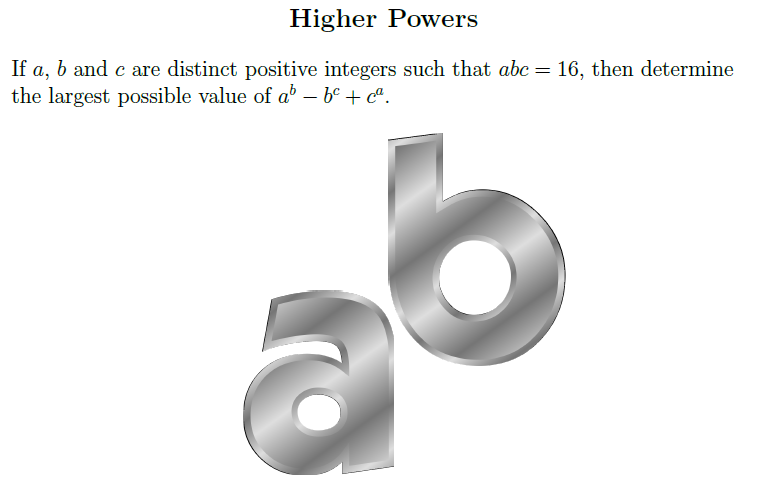 Higher Powers
If a, b and c are distinct positive integers such that abc = 16, then determine
the largest possible value of a^b − b^c + c^a.
b
a